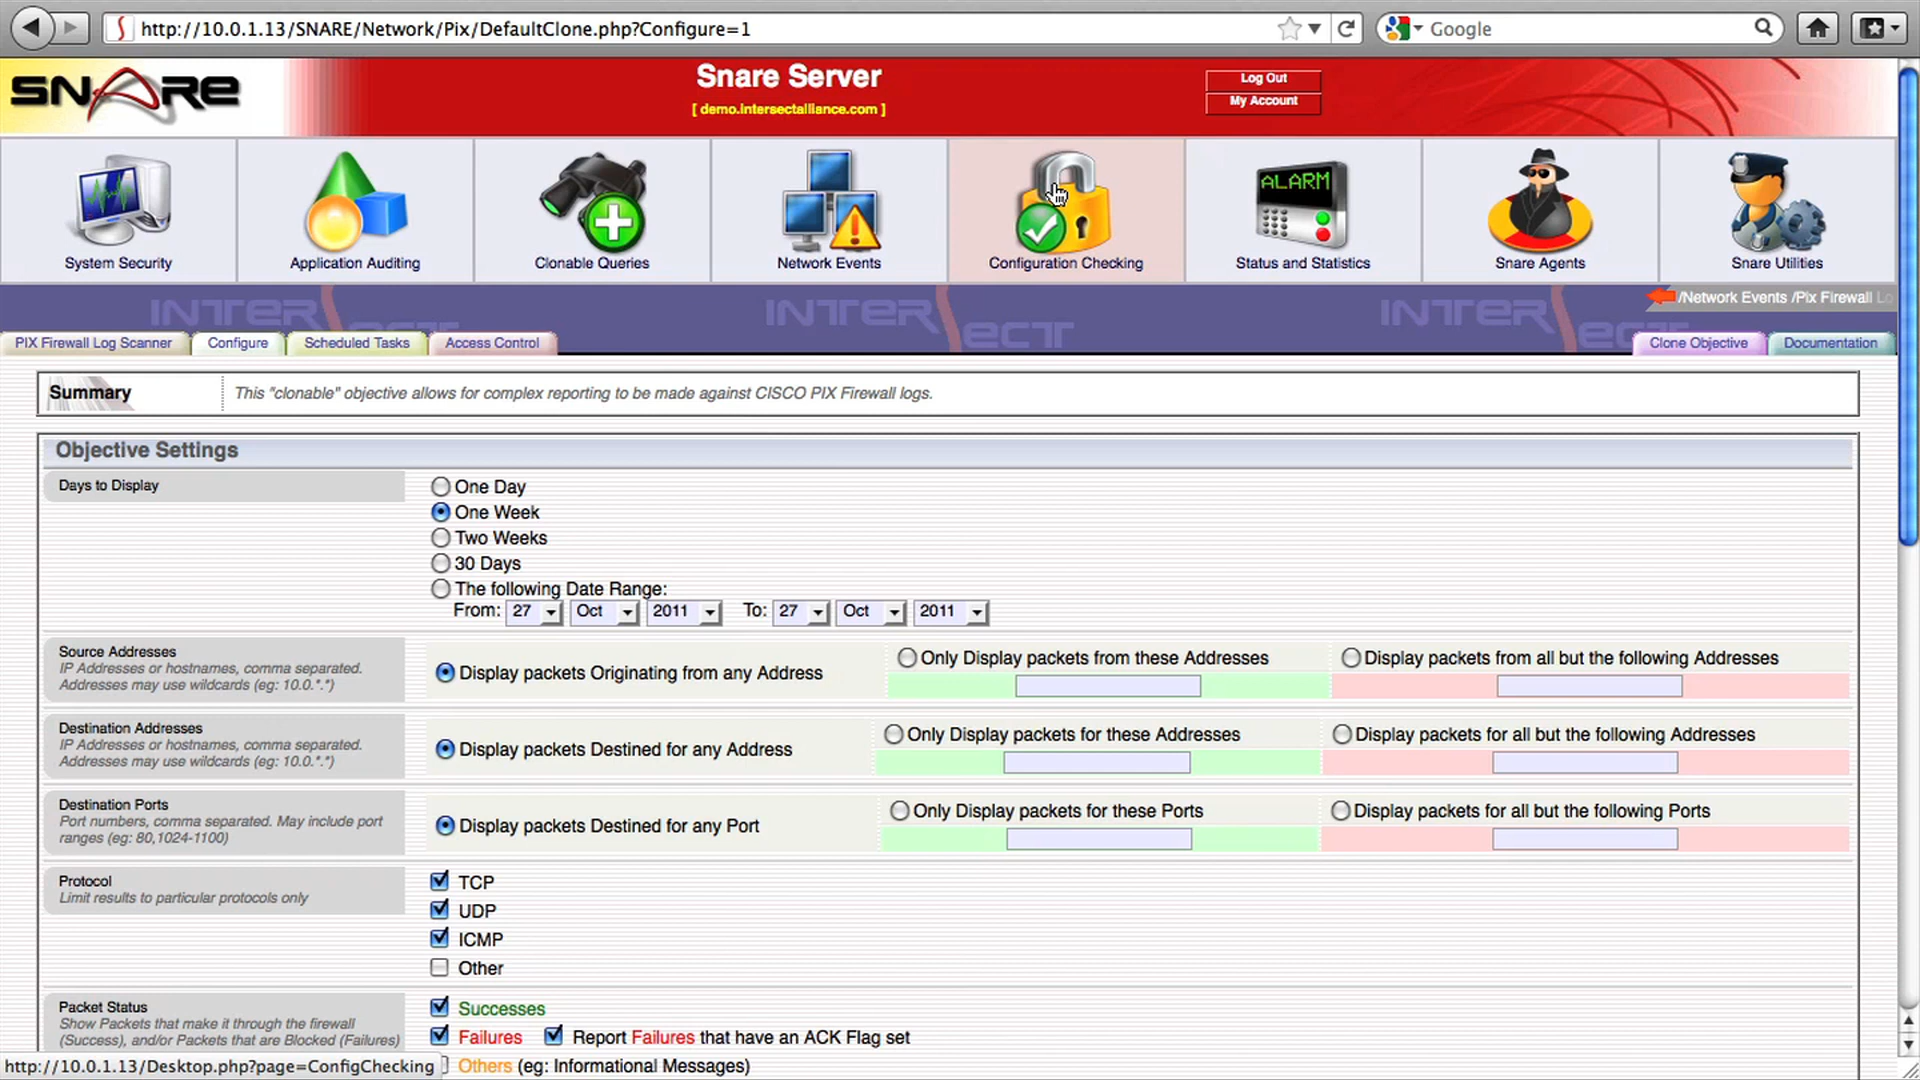 http://10.0.1.13/SNARE/Network/Pix/DefaultClone.php?Configure=1
Google
SNARE
Snare Server
[ demo.intersectalliance.com ]
Log Out
My Account
ALARM
System Security
Application Auditing
Clonable Queries
Network Events
Configuration Checking
Status and Statistics
Snare Agents
Snare Utilities
INTERSECT
INTERSECT
INTERSECT
/Network Events /Pix Firewall Lo
PIX Firewall Log Scanner
Configure
Scheduled Tasks
Access Control
Clone Objective
Documentation
Summary
This "clonable" objective allows for complex reporting to be made against CISCO PIX Firewall logs.
Objective Settings
Days to Display
One Day
One Week
Two Weeks
30 Days
The following Date Range:
From: 27 Oct 2011 To: 27 Oct 2011
Source Addresses
IP Addresses or hostnames, comma separated.
Addresses may use wildcards (eg: 10.0.*.*)
Display packets Originating from any Address
Only Display packets from these Addresses
Display packets from all but the following Addresses
Destination Addresses
IP Addresses or hostnames, comma separated.
Addresses may use wildcards (eg: 10.0.*.*)
Display packets Destined for any Address
Only Display packets for these Addresses
Display packets for all but the following Addresses
Destination Ports
Port numbers, comma separated. May include port
ranges (eg: 80,1024-1100)
Display packets Destined for any Port
Only Display packets for these Ports
Display packets for all but the following Ports
Protocol
Limit results to particular protocols only
TCP
UDP
ICMP
Other
Packet Status
Show Packets that make it through the firewall
(Success), and/or Packets that are Blocked (Failures)
Successes
Failures Report Failures that have an ACK Flag set
Others (eg: Informational Messages)
http://10.0.1.13/Desktop.php?page=ConfigChecking